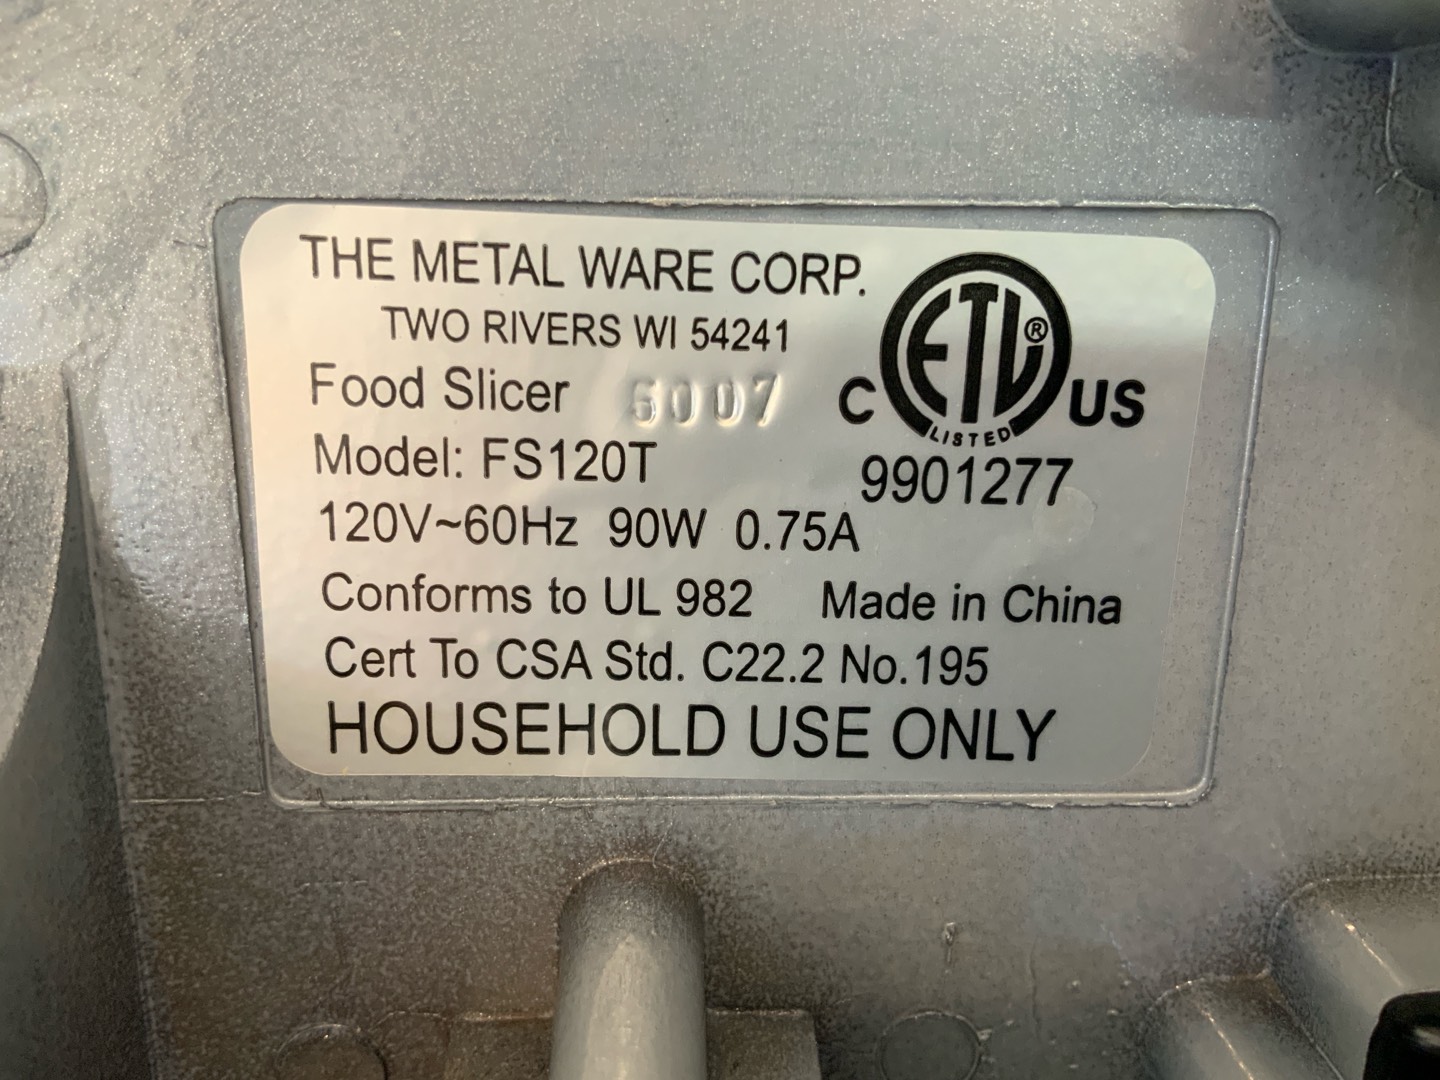 THE METAL WARE CORP.
TWO RIVERS WI 54241
Food Slicer 5007
Model: FS120T
120V~60Hz 90W 0.75A
Conforms to UL 982 Made in China
Cert To CSA Std. C22.2 No.195
HOUSEHOLD USE ONLY
ETL®
LISTED
C US
9901277